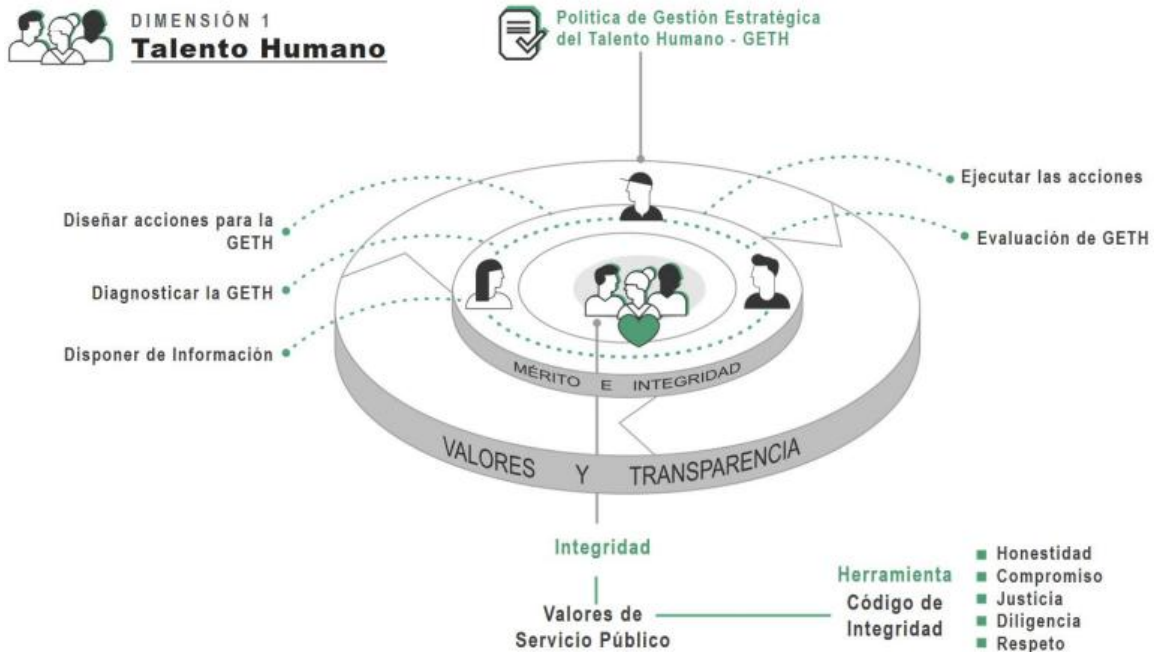 DIMENSIÓN 1
Talento Humano
Política de Gestión Estratégica
del Talento Humano - GETH
Diseñar acciones para la
GETH
Diagnosticar la GETH
Disponer de Información
Ejecutar las acciones
Evaluación de GETH
MÉRITO E INTEGRIDAD
VALORES Y TRANSPARENCIA
Integridad
Valores de
Servicio Público
Herramienta
Código de
Integridad
Honestidad
Compromiso
Justicia
Diligencia
Respeto